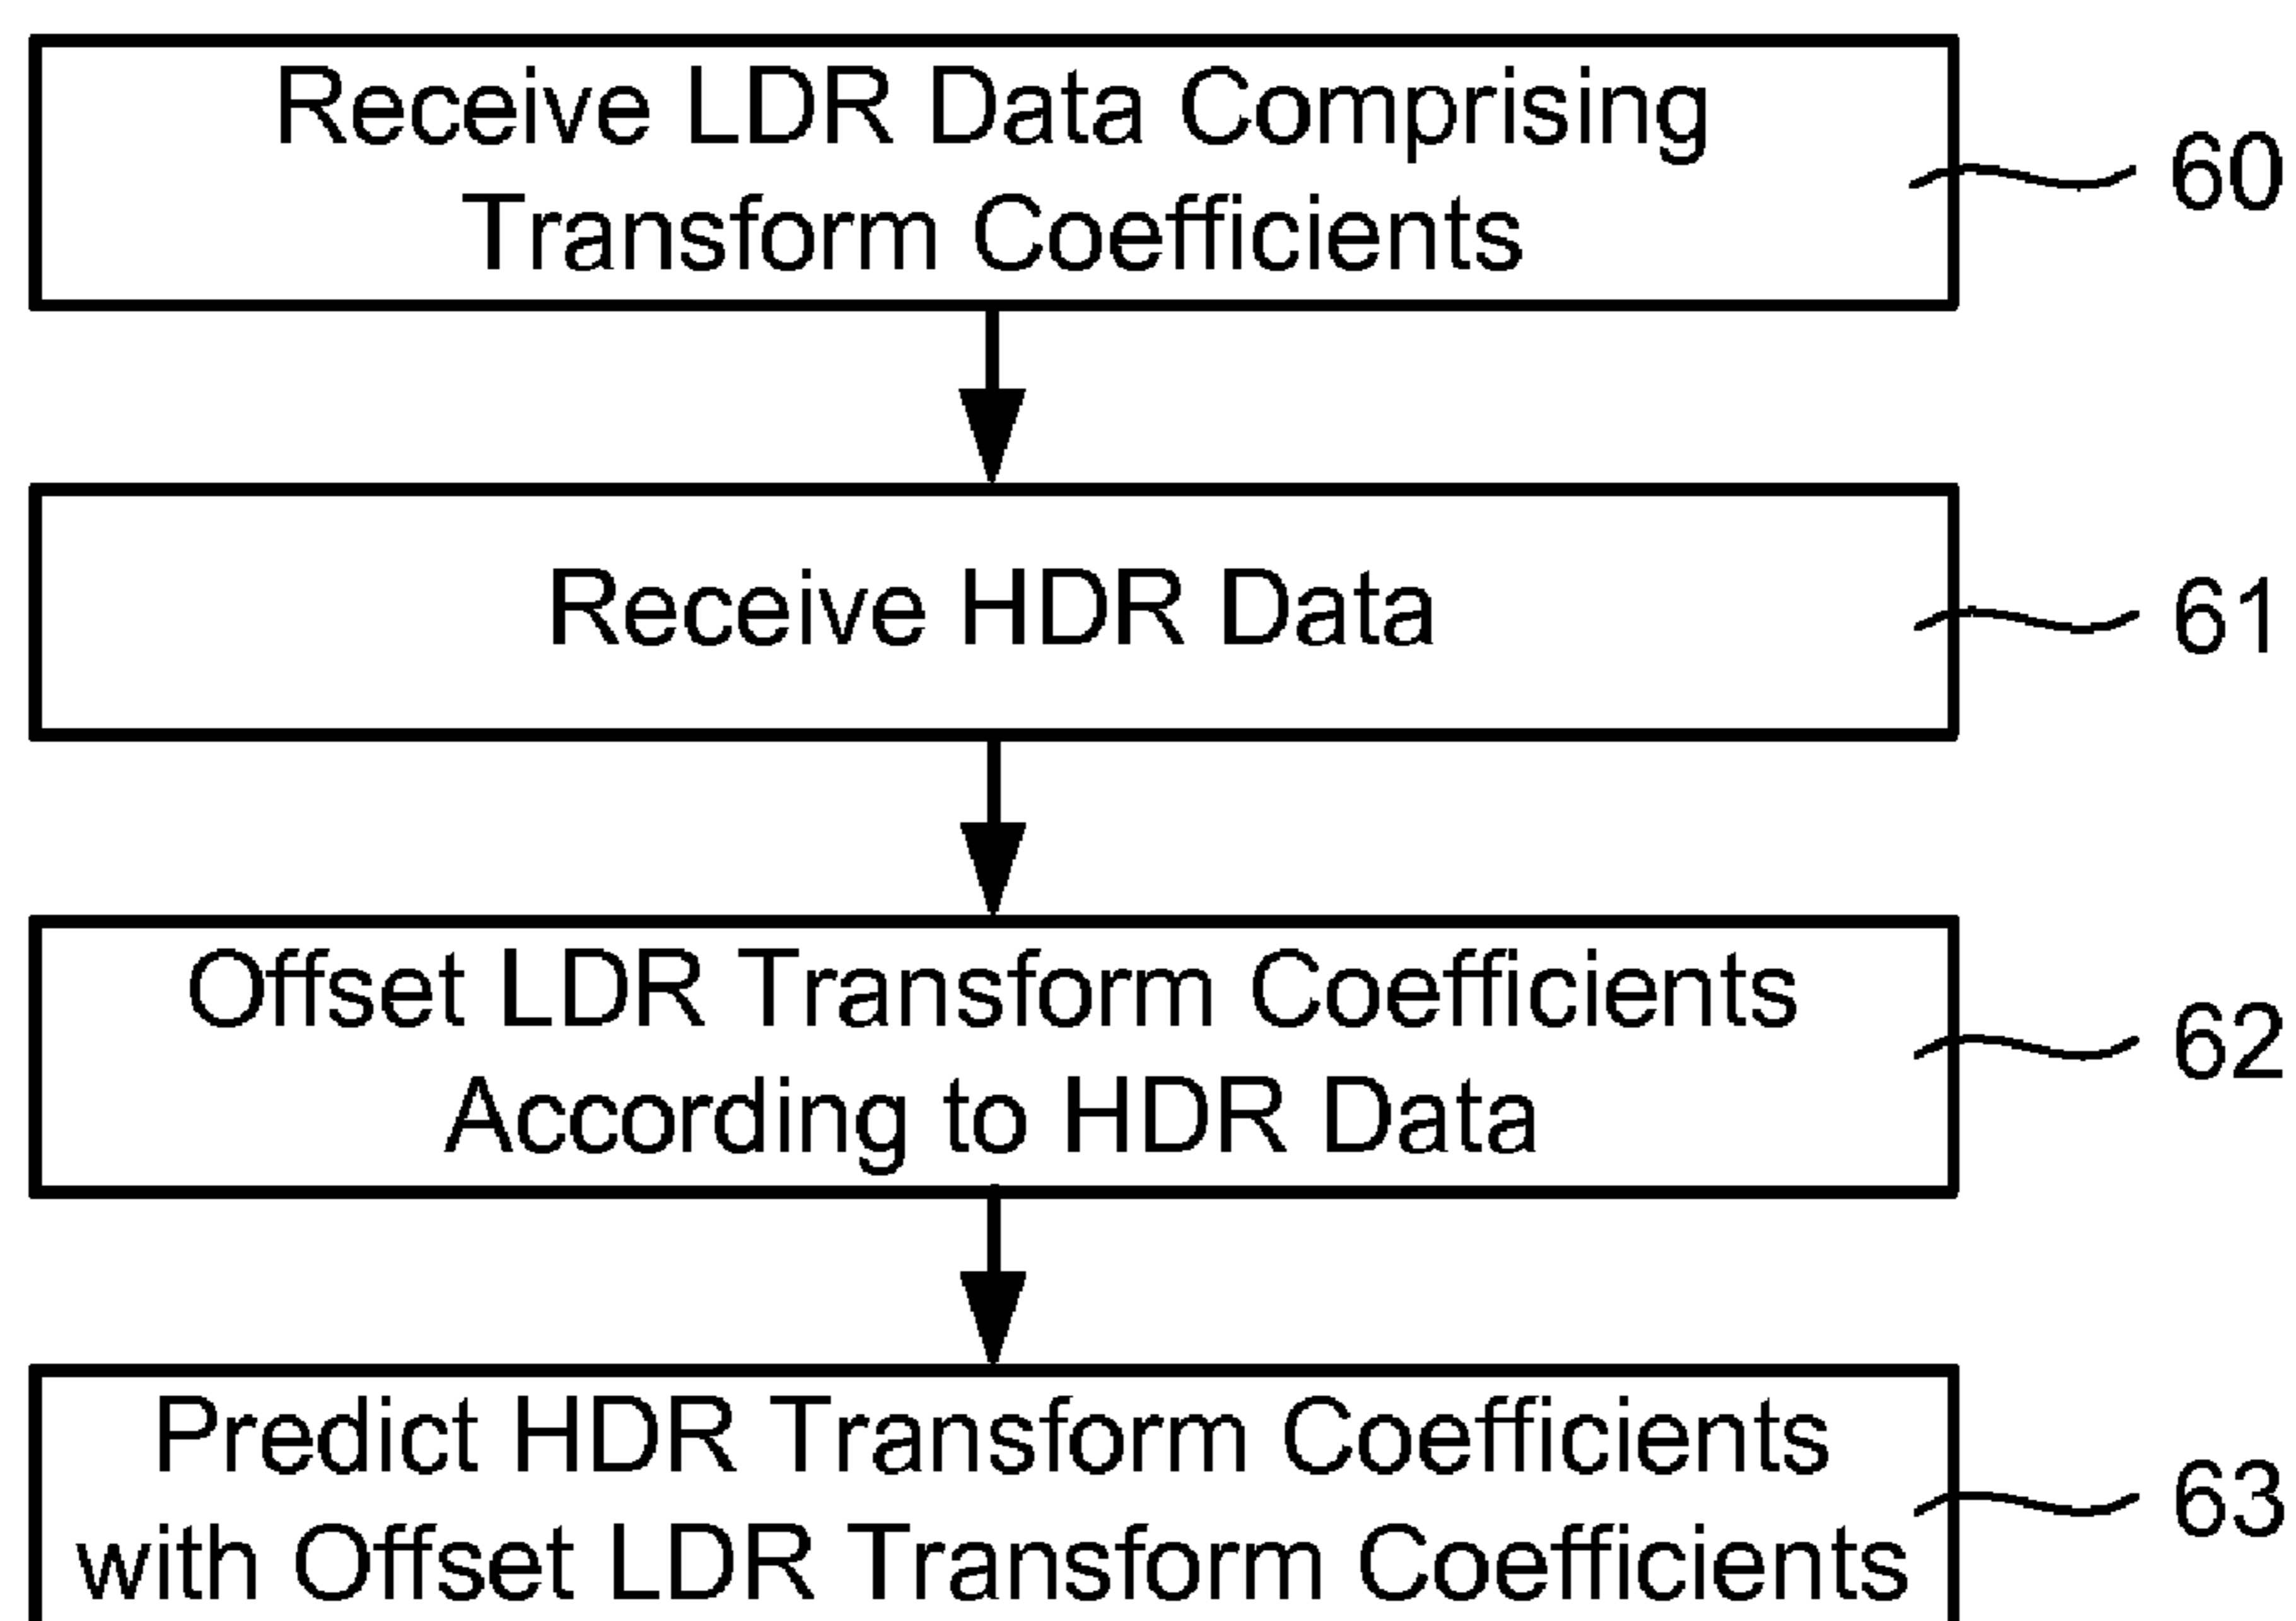 Receive LDR Data Comprising
Transform Coefficients
60
Receive HDR Data
61
Offset LDR Transform Coefficients
According to HDR Data
62
Predict HDR Transform Coefficients
with Offset LDR Transform Coefficients
63